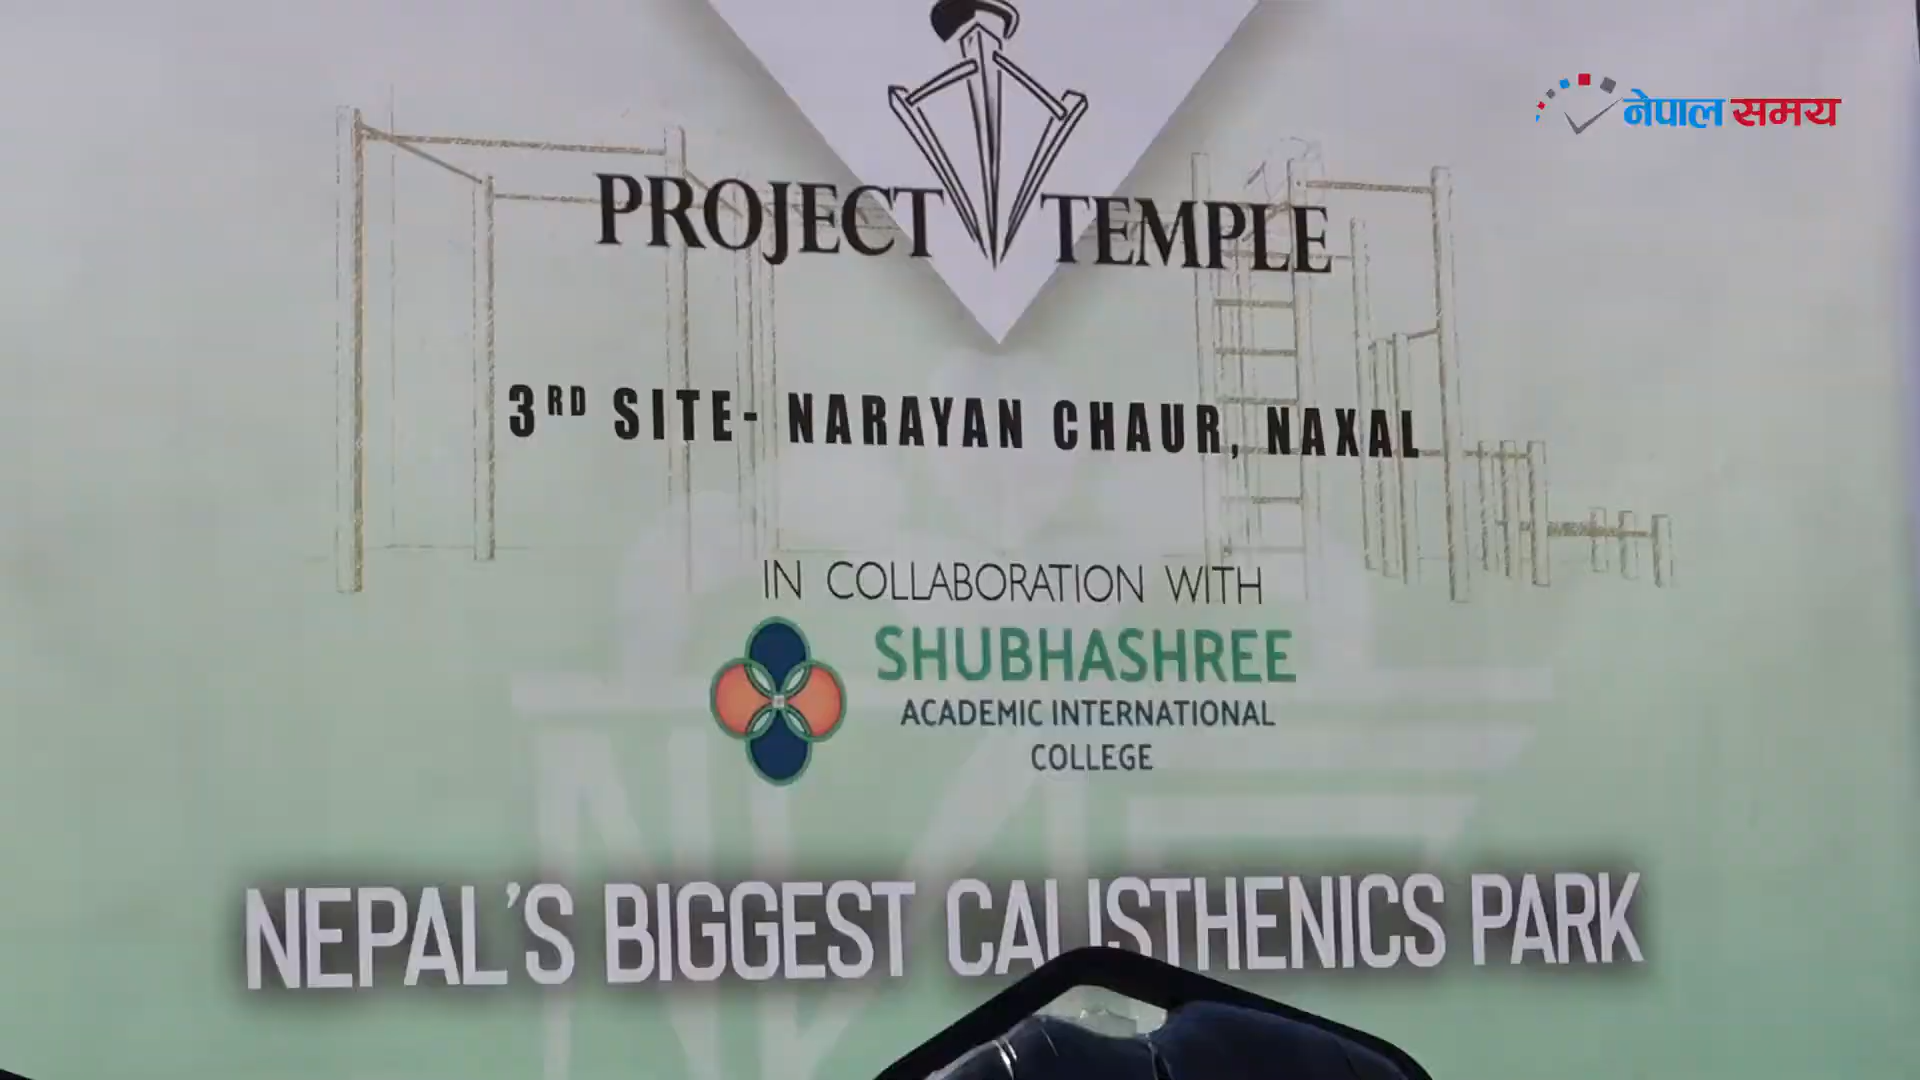 नेपाल समय
PROJECT TEMPLE
3RD SITE- NARAYAN CHAUR, NAXAL
IN COLLABORATION WITH
SHUBHASHREE
ACADEMIC INTERNATIONAL
COLLEGE
NEPAL'S BIGGEST CALISTHENICS PARK